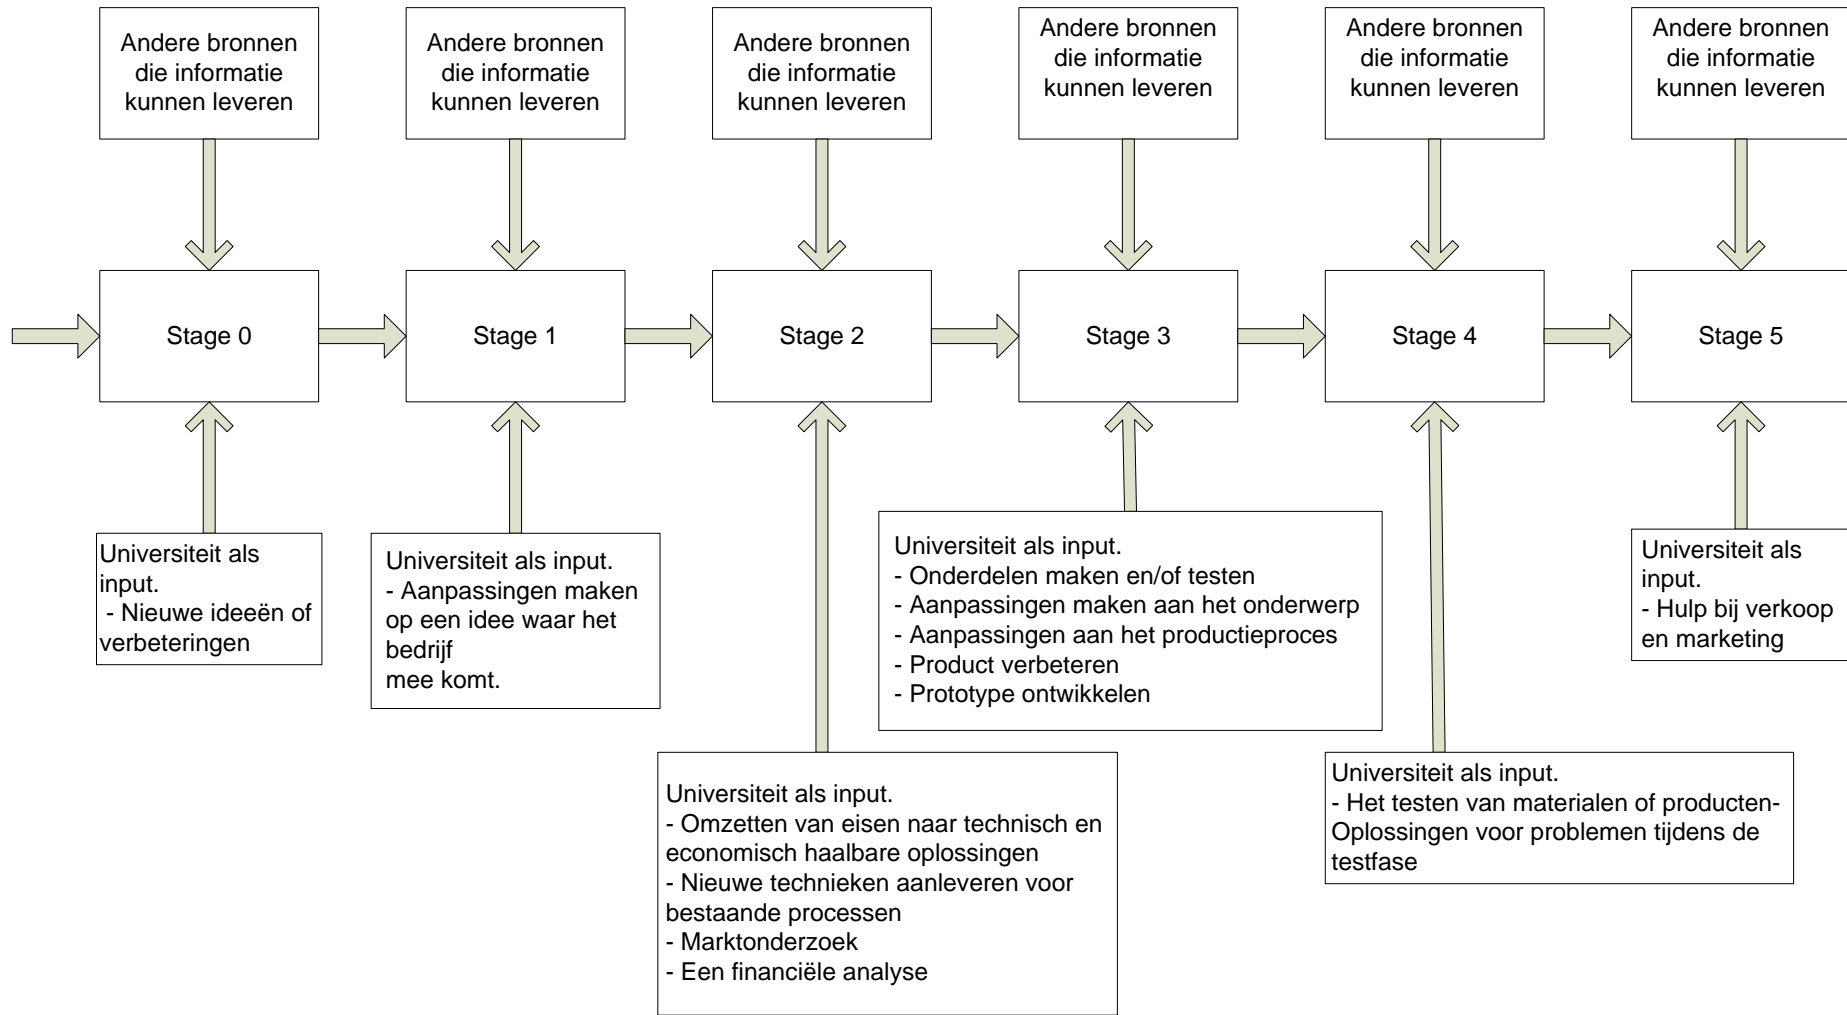 Andere bronnen
die informatie
kunnen leveren
Andere bronnen
die informatie
kunnen leveren
Andere bronnen
die informatie
kunnen leveren
Andere bronnen
die informatie
kunnen leveren
Andere bronnen
die informatie
kunnen leveren
Andere bronnen
die informatie
kunnen leveren
Stage 0
Stage 1
Stage 2
Stage 3
Stage 4
Stage 5
Universiteit als
input.
- Nieuwe ideeën of
verbeteringen
Universiteit als input.
- Aanpassingen maken
op een idee waar het
bedrijf
mee komt.
Universiteit als input.
- Omzetten van eisen naar technisch en
economisch haalbare oplossingen
- Nieuwe technieken aanleveren voor
bestaande processen
- Marktonderzoek
- Een financiële analyse
Universiteit als input.
- Onderdelen maken en/of testen
- Aanpassingen maken aan het onderwerp
- Aanpassingen aan het productieproces
- Product verbeteren
- Prototype ontwikkelen
Universiteit als input.
- Het testen van materialen of producten-
Oplossingen voor problemen tijdens de
testfase
Universiteit als
input.
- Hulp bij verkoop
en marketing